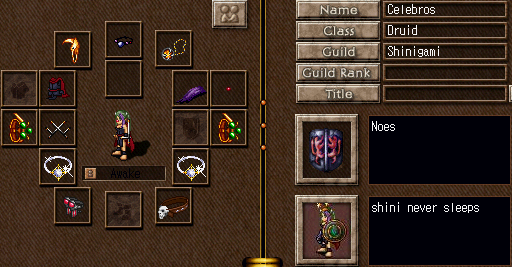 Name Celebros
Class Druid
Guild Shinigami
Guild Rank
Title
Noes
Awake
shini never sleeps